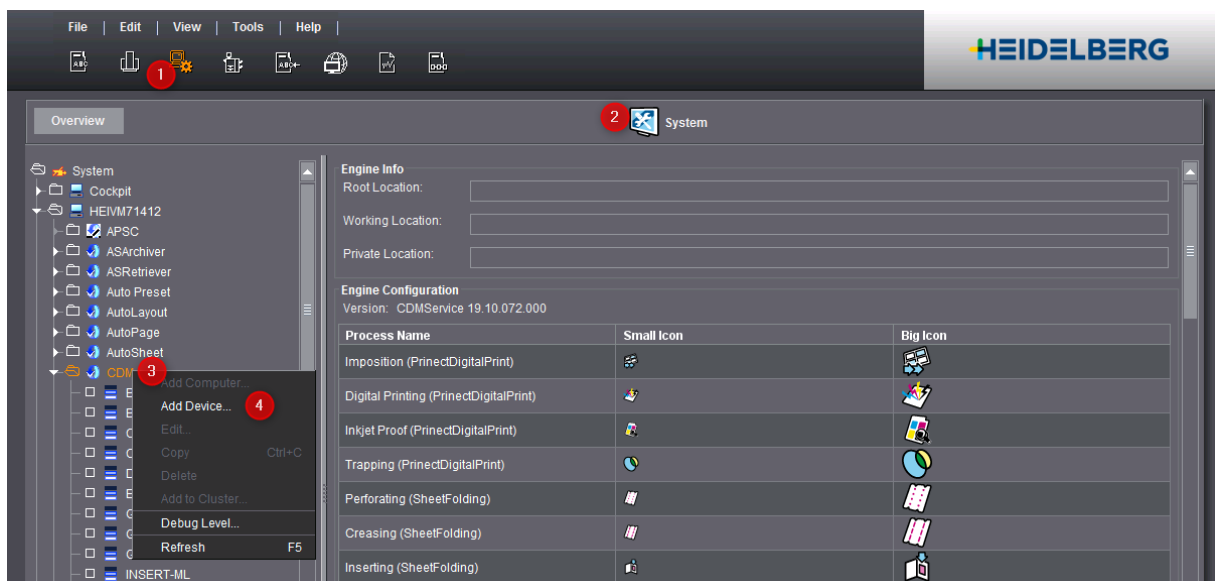 File | Edit | View | Tools | Help |
HEIDELBERG
1
Overview
2 System
System
Cockpit
HEIVM71412
APSC
ASArchiver
ASRetriever
Auto Preset
AutoLayout
AutoPage
AutoSheet
CDM
3
Add Computer...
Add Device...
4
Edit...
Copy Ctrl+C
Delete
Add to Cluster...
Debug Level...
Refresh F5
INSERT-ML
Engine Info
Root Location:
Working Location:
Private Location:
Engine Configuration
Version: CDMService 19.10.072.000
Process Name Small Icon Big Icon
Imposition (PrinectDigitalPrint)
Digital Printing (PrinectDigitalPrint)
Inkjet Proof (PrinectDigitalPrint)
Trapping (PrinectDigitalPrint)
Perforating (SheetFolding)
Creasing (SheetFolding)
Inserting (SheetFolding)